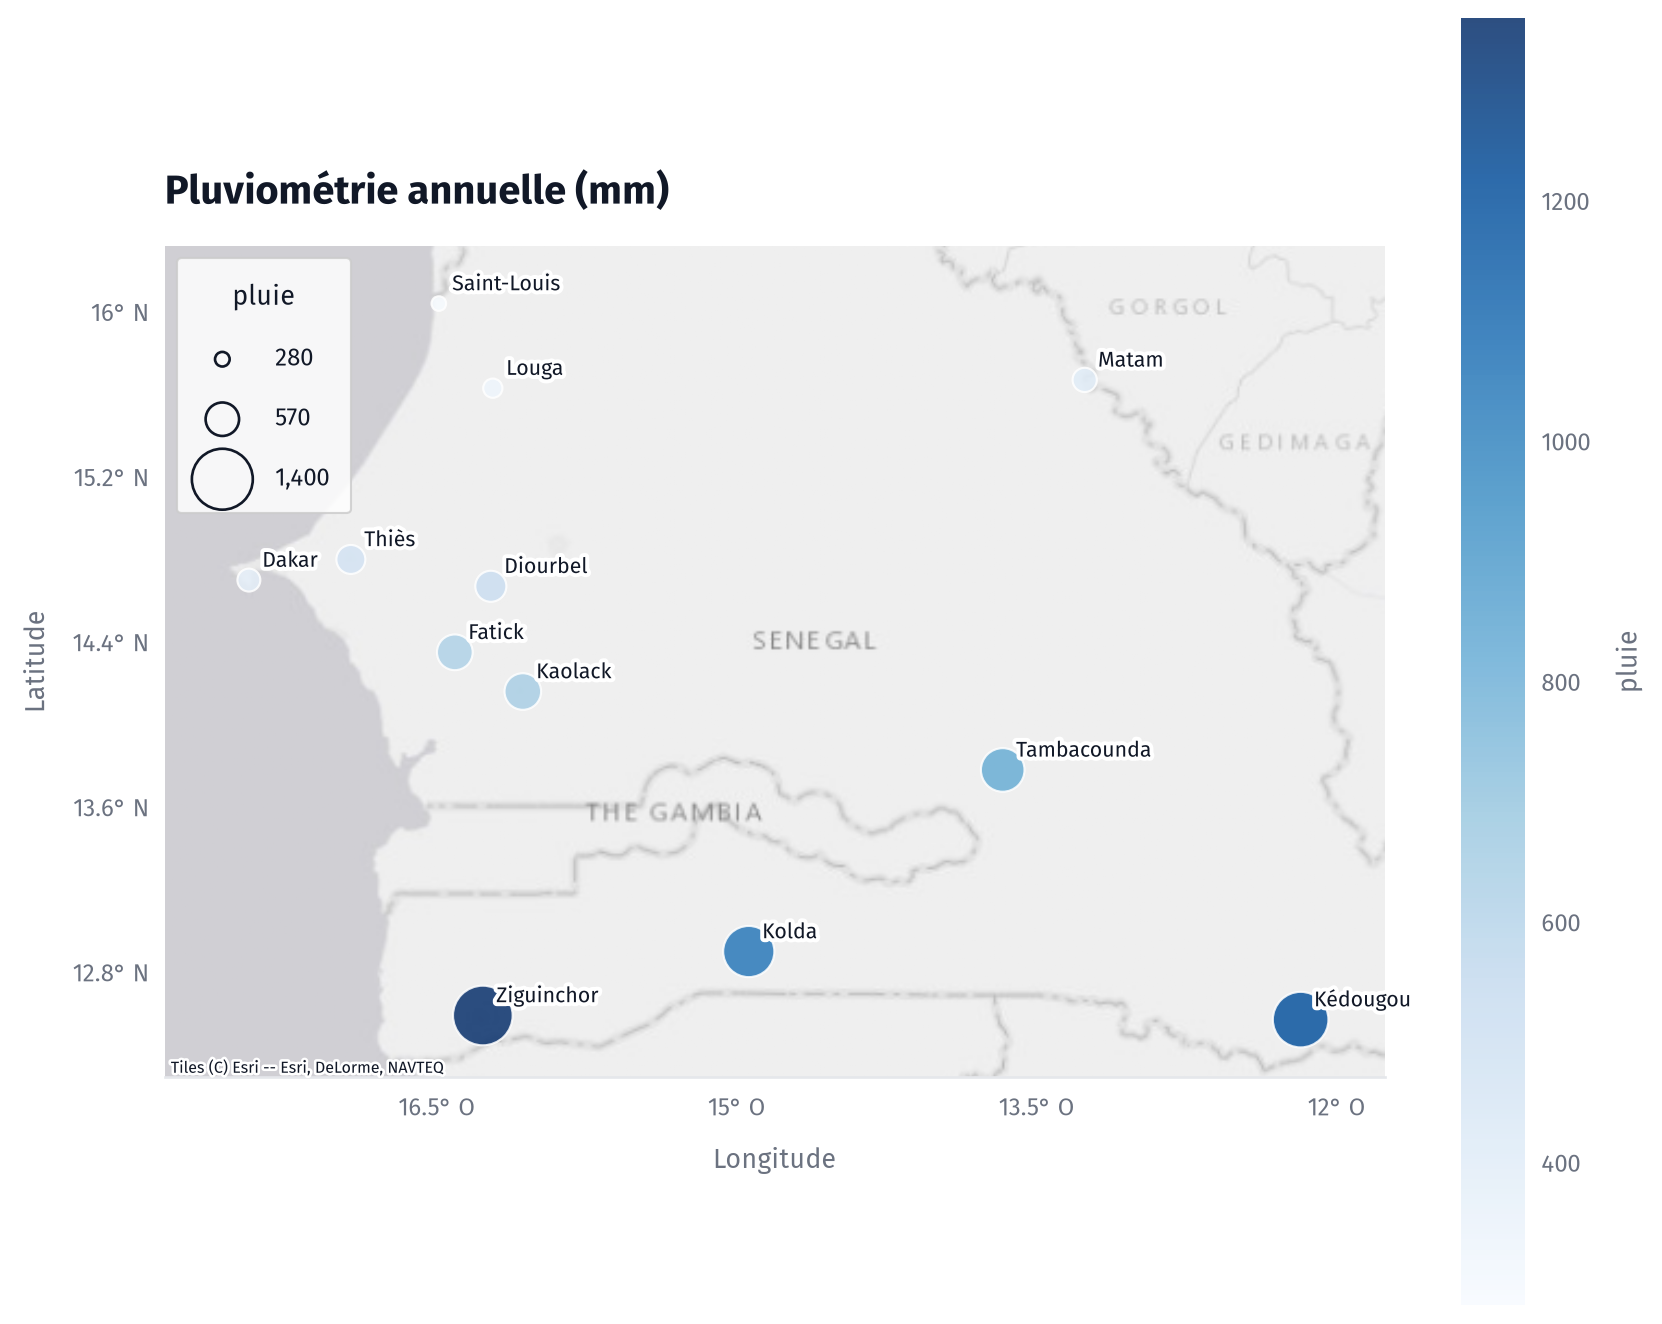 Pluviométrie annuelle (mm)
pluie
280
570
1,400
Saint-Louis
Louga
Matam
GORGOL
GEDIMAGA
Thiès
Dakar
Diourbel
Fatick
Kaolack
SENEGAL
Tambacounda
THE GAMBIA
Kolda
Ziguinchor
Kédougou
Tiles (C) Esri -- Esri, DeLorme, NAVTEQ
16° N
15.2° N
14.4° N
13.6° N
12.8° N
Latitude
16.5° O
15° O
13.5° O
12° O
Longitude
1200
1000
800
600
400
pluie